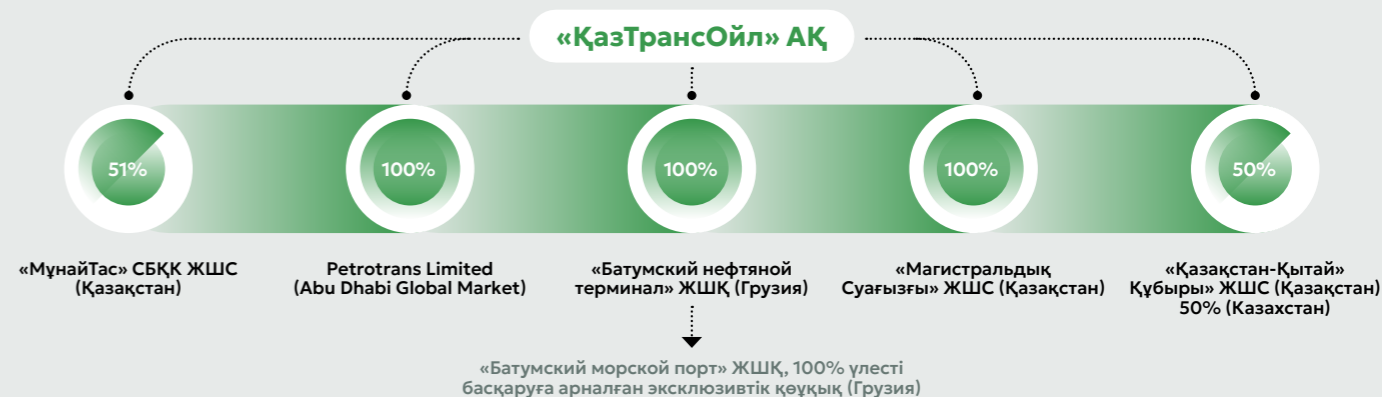 «ҚазТрансОйл» АҚ
51%
100%
100%
100%
50%
«МұнайТас» СБҚК ЖШС
(Қазақстан)
Petrotrans Limited
(Abu Dhabi Global Market)
«Батумский нефтяной
терминал» ЖШҚ (Грузия)
«Магистральдық
Суағызғы» ЖШС (Қазақстан)
«Қазақстан-Қытай»
Құбыры» ЖШС (Қазақстан)
50% (Казахстан)
«Батумский морской порт» ЖШҚ, 100% үлесті
басқаруға арналған эксклюзивтік қөұқық (Грузия)